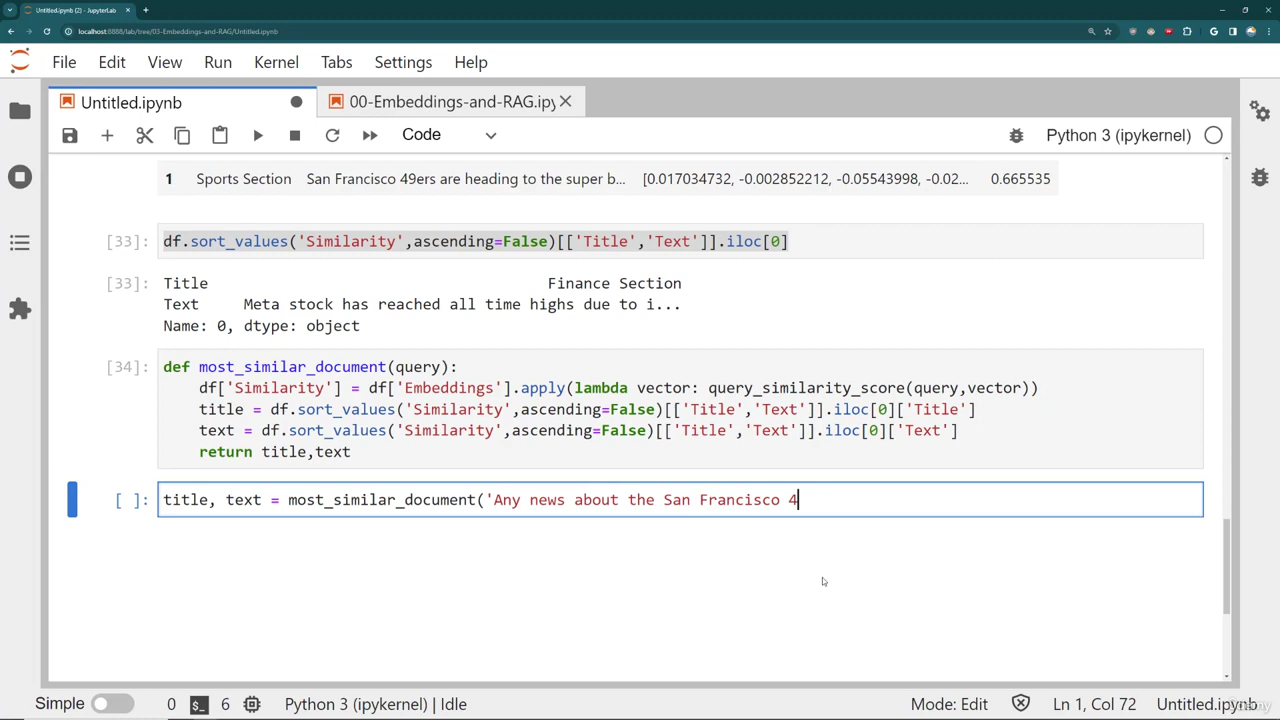 Untitled.ipynb (2) - JupyterLab
localhost:8888/lab/tree/03-Embeddings-and-RAG/Untitled.ipynb
File Edit View Run Kernel Tabs Settings Help
Untitled.ipynb 00-Embeddings-and-RAG.ipy
Code Python 3 (ipykernel)
1 Sports Section San Francisco 49ers are heading to the super b... [0.017034732, -0.002852212, -0.05543998, -0.02... 0.665535
[33]: df.sort_values('Similarity',ascending=False)[['Title','Text']].iloc[0]
[33]: Title Finance Section
Text Meta stock has reached all time highs due to i...
Name: 0, dtype: object
[34]: def most_similar_document(query):
df['Similarity'] = df['Embeddings'].apply(lambda vector: query_similarity_score(query,vector))
title = df.sort_values('Similarity',ascending=False)[['Title','Text']].iloc[0]['Title']
text = df.sort_values('Similarity',ascending=False)[['Title','Text']].iloc[0]['Text']
return title,text
[ ]: title, text = most_similar_document('Any news about the San Francisco 4
Simple 0 $_ 6 Python 3 (ipykernel) | Idle Mode: Edit Ln 1, Col 72 Untitled.ipynb